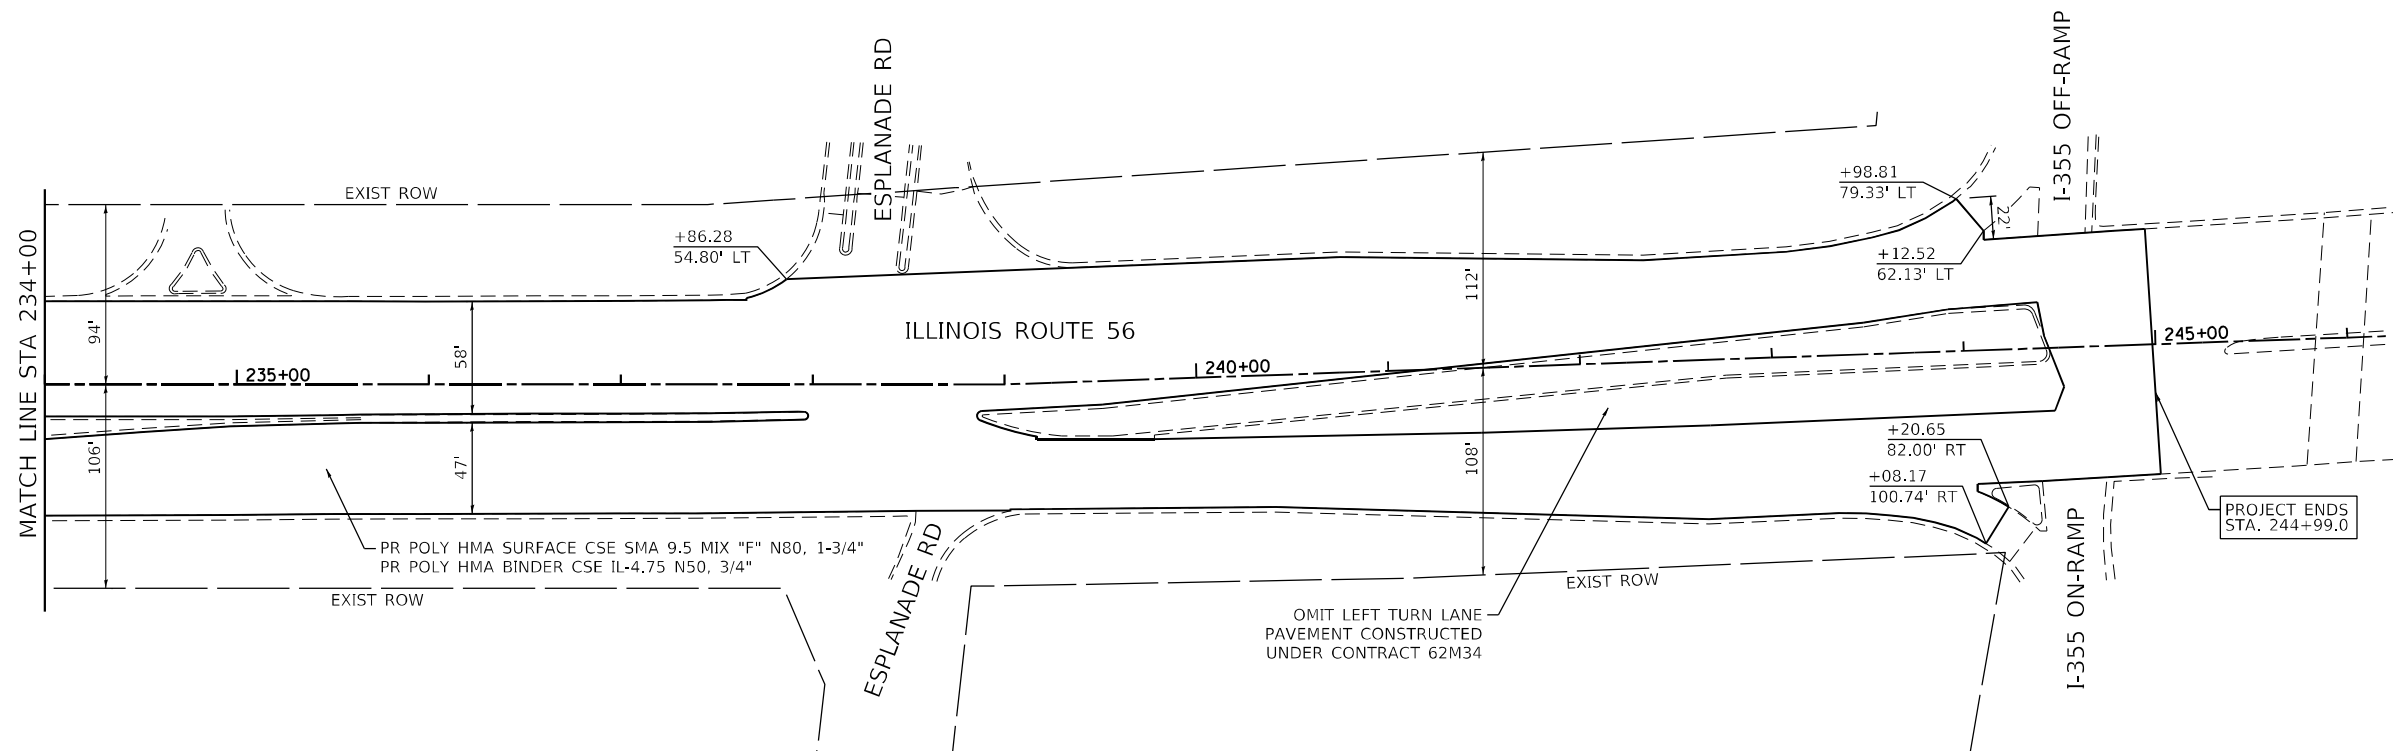 MATCH LINE STA 234+00
EXIST ROW
94'
106'
235+00
58'
47'
PR POLY HMA SURFACE CSE SMA 9.5 MIX "F" N80, 1-3/4"
PR POLY HMA BINDER CSE IL-4.75 N50, 3/4"
EXIST ROW
+86.28
54.80' LT
ESPLANADE RD
ILLINOIS ROUTE 56
ESPLANADE RD
240+00
112'
108'
OMIT LEFT TURN LANE
PAVEMENT CONSTRUCTED
UNDER CONTRACT 62M34
EXIST ROW
+98.81
79.33' LT
22'
+12.52
62.13' LT
I-355 OFF-RAMP
245+00
+20.65
82.00' RT
+08.17
100.74' RT
I-355 ON-RAMP
PROJECT ENDS
STA. 244+99.0